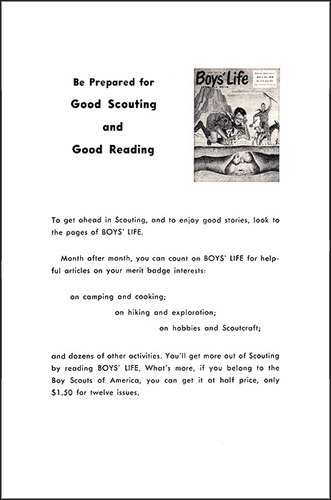 Be Prepared for
Good Scouting
and
Good Reading
Boys' Life
To get ahead in Scouting, and to enjoy good stories, look to
the pages of BOYS' LIFE.
Month after month, you can count on BOYS' LIFE for help-
ful articles on your merit badge interests:
on camping and cooking;
on hiking and exploration;
on hobbies and Scoutcraft;
and dozens of other activities. You'll get more out of Scouting
by reading BOYS' LIFE. What's more, if you belong to the
Boy Scouts of America, you can get it at half price, only
$1.50 for twelve issues.